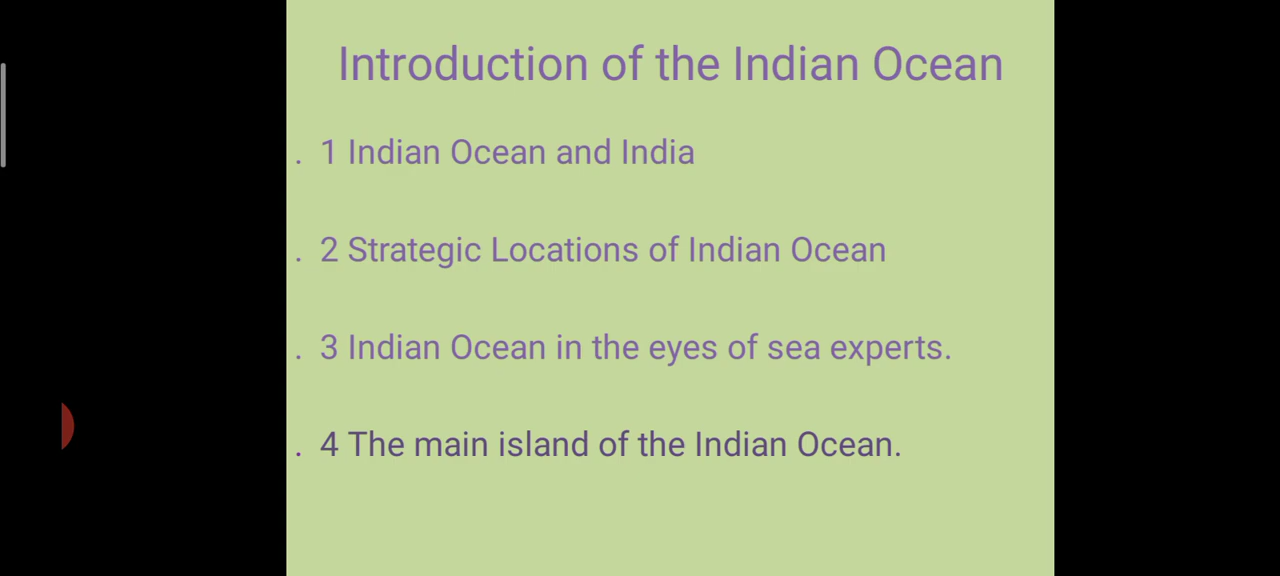 Introduction of the Indian Ocean
. 1 Indian Ocean and India
. 2 Strategic Locations of Indian Ocean
. 3 Indian Ocean in the eyes of sea experts.
. 4 The main island of the Indian Ocean.